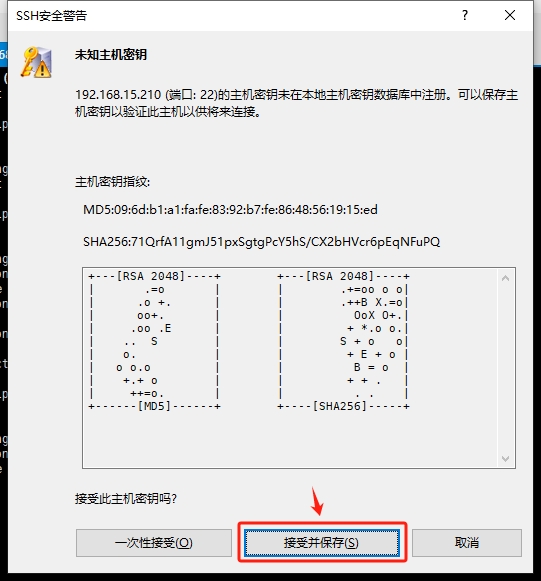 SSH安全警告
?
未知主机密钥
192.168.15.210 (端口: 22)的主机密钥未在本地主机密钥数据库中注册。可以保存主
机密钥以验证此主机以供将来连接。
主机密钥指纹:
MD5:09:6d:b1:a1:fa:fe:83:92:b7:fe:86:48:56:19:15:ed
SHA256:71QrfA11gmJ51pxSgtgPcY5hS/CX2bHVcr6pEqNFuPQ
+---[RSA 2048]----+        +---[RSA 2048]----+
|       .=o       |        |        .+=oo o o|
|      .o +.      |        |        .++B X.=o|
|      oo+.       |        |          OoX O+.|
|     .oo .E      |        |         + *.o o.|
|    ..  S        |        |        S + o   o|
|    o.           |        |         + E + o |
|   o o.o         |        |          B = o  |
|    +.+ o        |        |         + + .   |
|     ++=o.       |        |          . .    |
+------[MD5]------+        +----[SHA256]-----+
接受此主机密钥吗?
一次性接受(O) 接受并保存(S) 取消